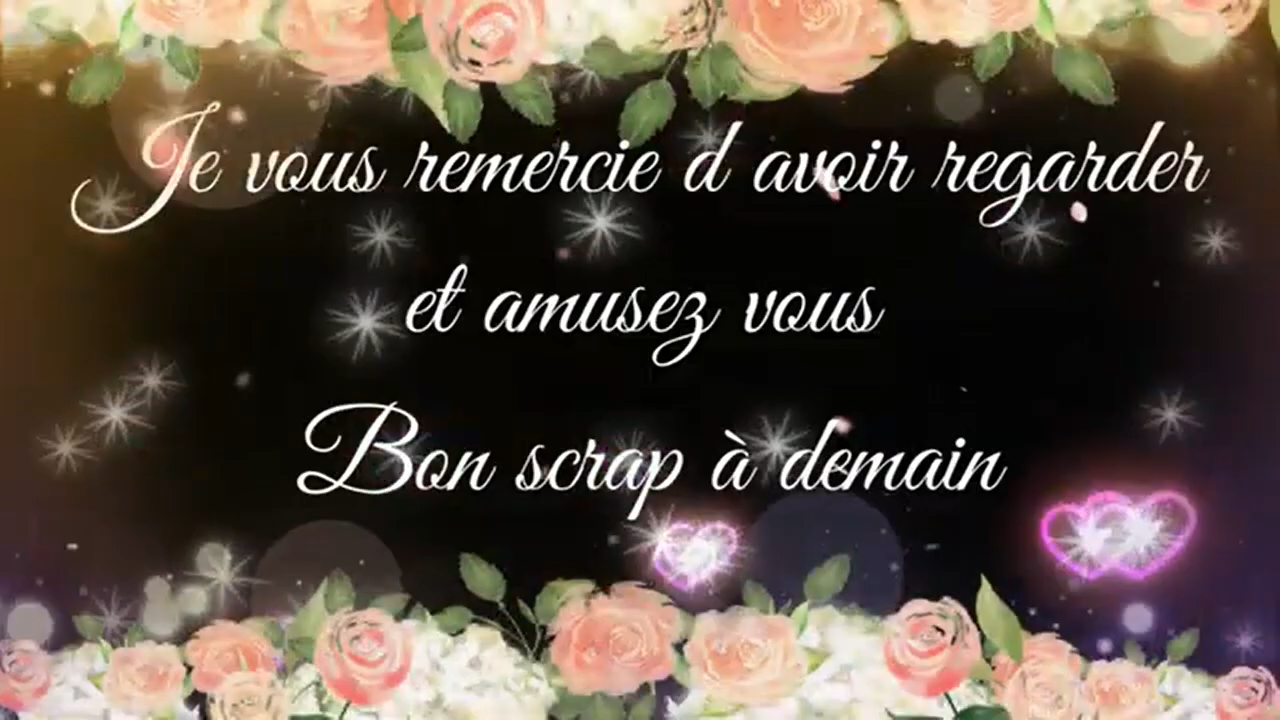 Je vous remercie d avoir regarder
et amusez vous
Bon scrap à demain